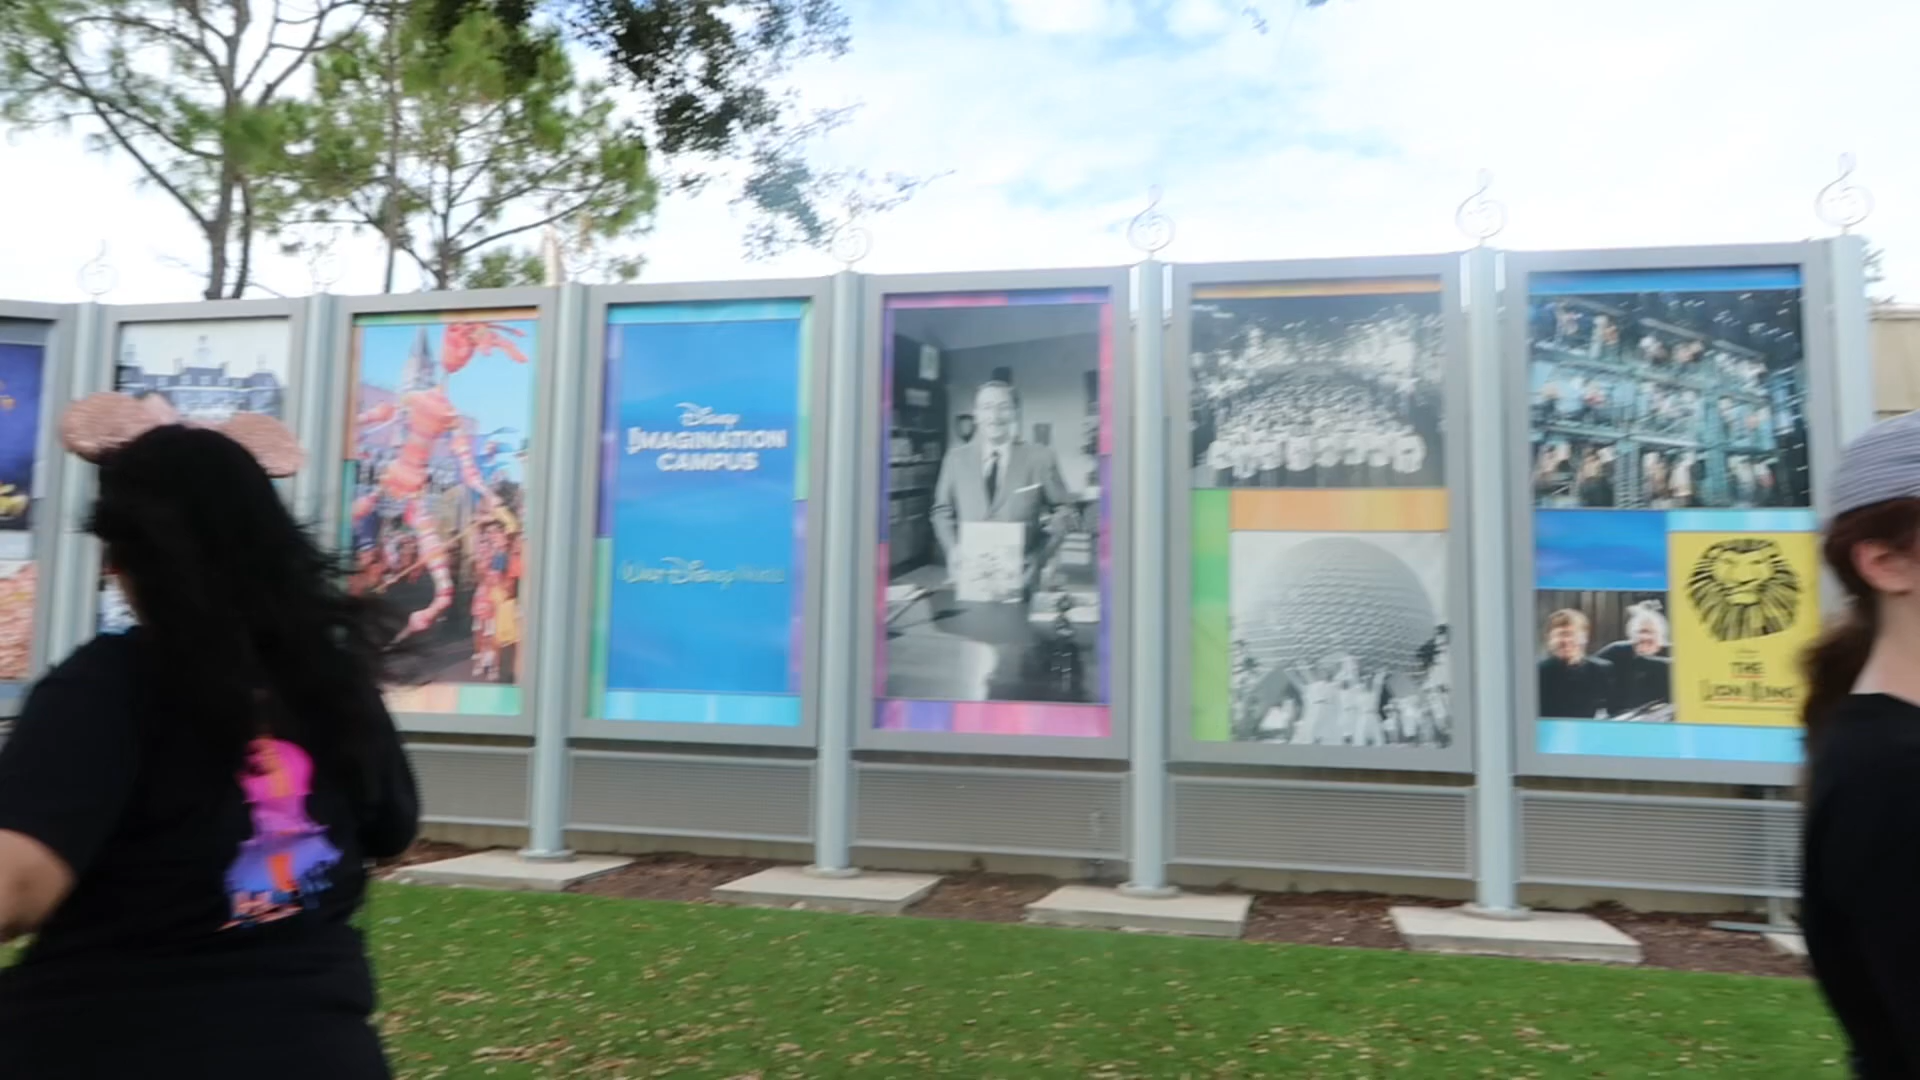 Disney
IMAGINATION
CAMPUS
Walt Disney World
THE
LION KING